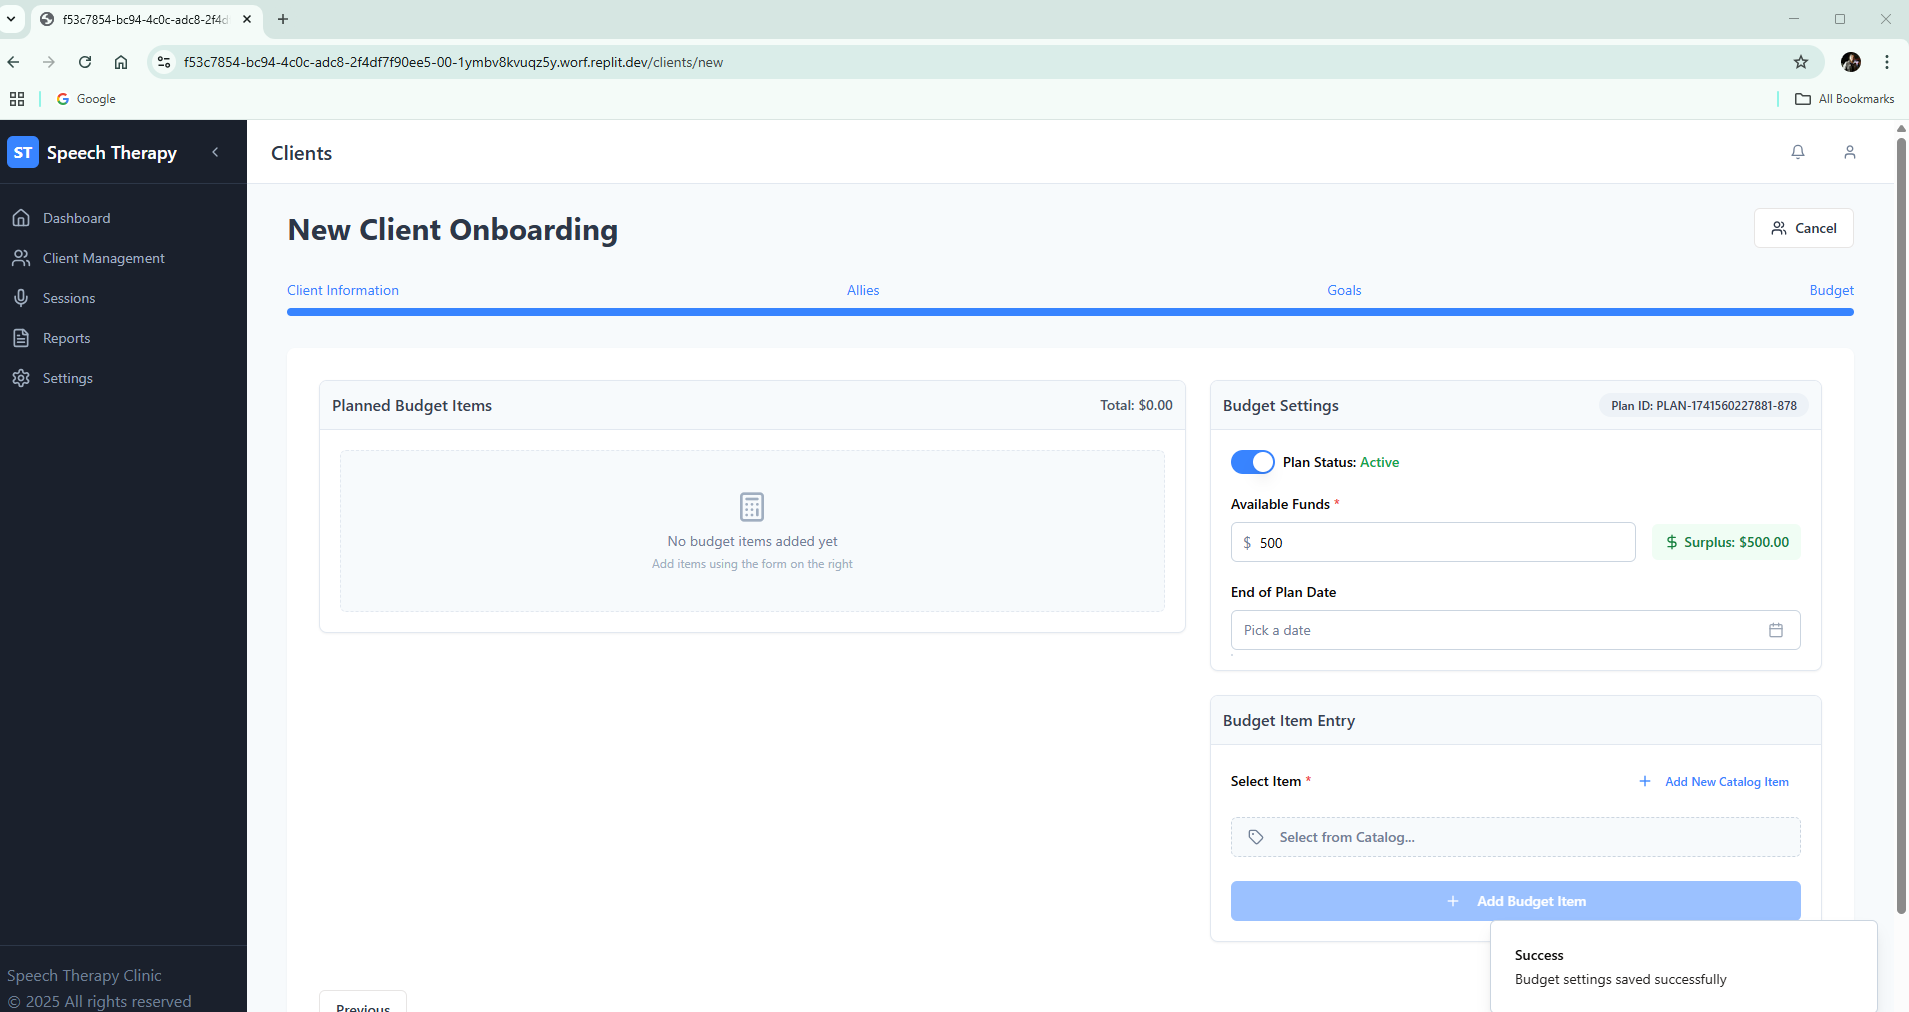 f53c7854-bc94-4c0c-adc8-2f4d
f53c7854-bc94-4c0c-adc8-2f4df7f90ee5-00-1ymbv8kvuqz5y.worf.replit.dev/clients/new
Google
All Bookmarks
ST Speech Therapy
Clients
Dashboard
Client Management
Sessions
Reports
Settings
New Client Onboarding
Cancel
Client Information
Allies
Goals
Budget
Planned Budget Items
Total: $0.00
No budget items added yet
Add items using the form on the right
Budget Settings
Plan ID: PLAN-1741560227881-878
Plan Status: Active
Available Funds *
$ 500
$ Surplus: $500.00
End of Plan Date
Pick a date
Budget Item Entry
Select Item *
+ Add New Catalog Item
Select from Catalog...
+ Add Budget Item
Success
Budget settings saved successfully
Previous
Speech Therapy Clinic
© 2025 All rights reserved